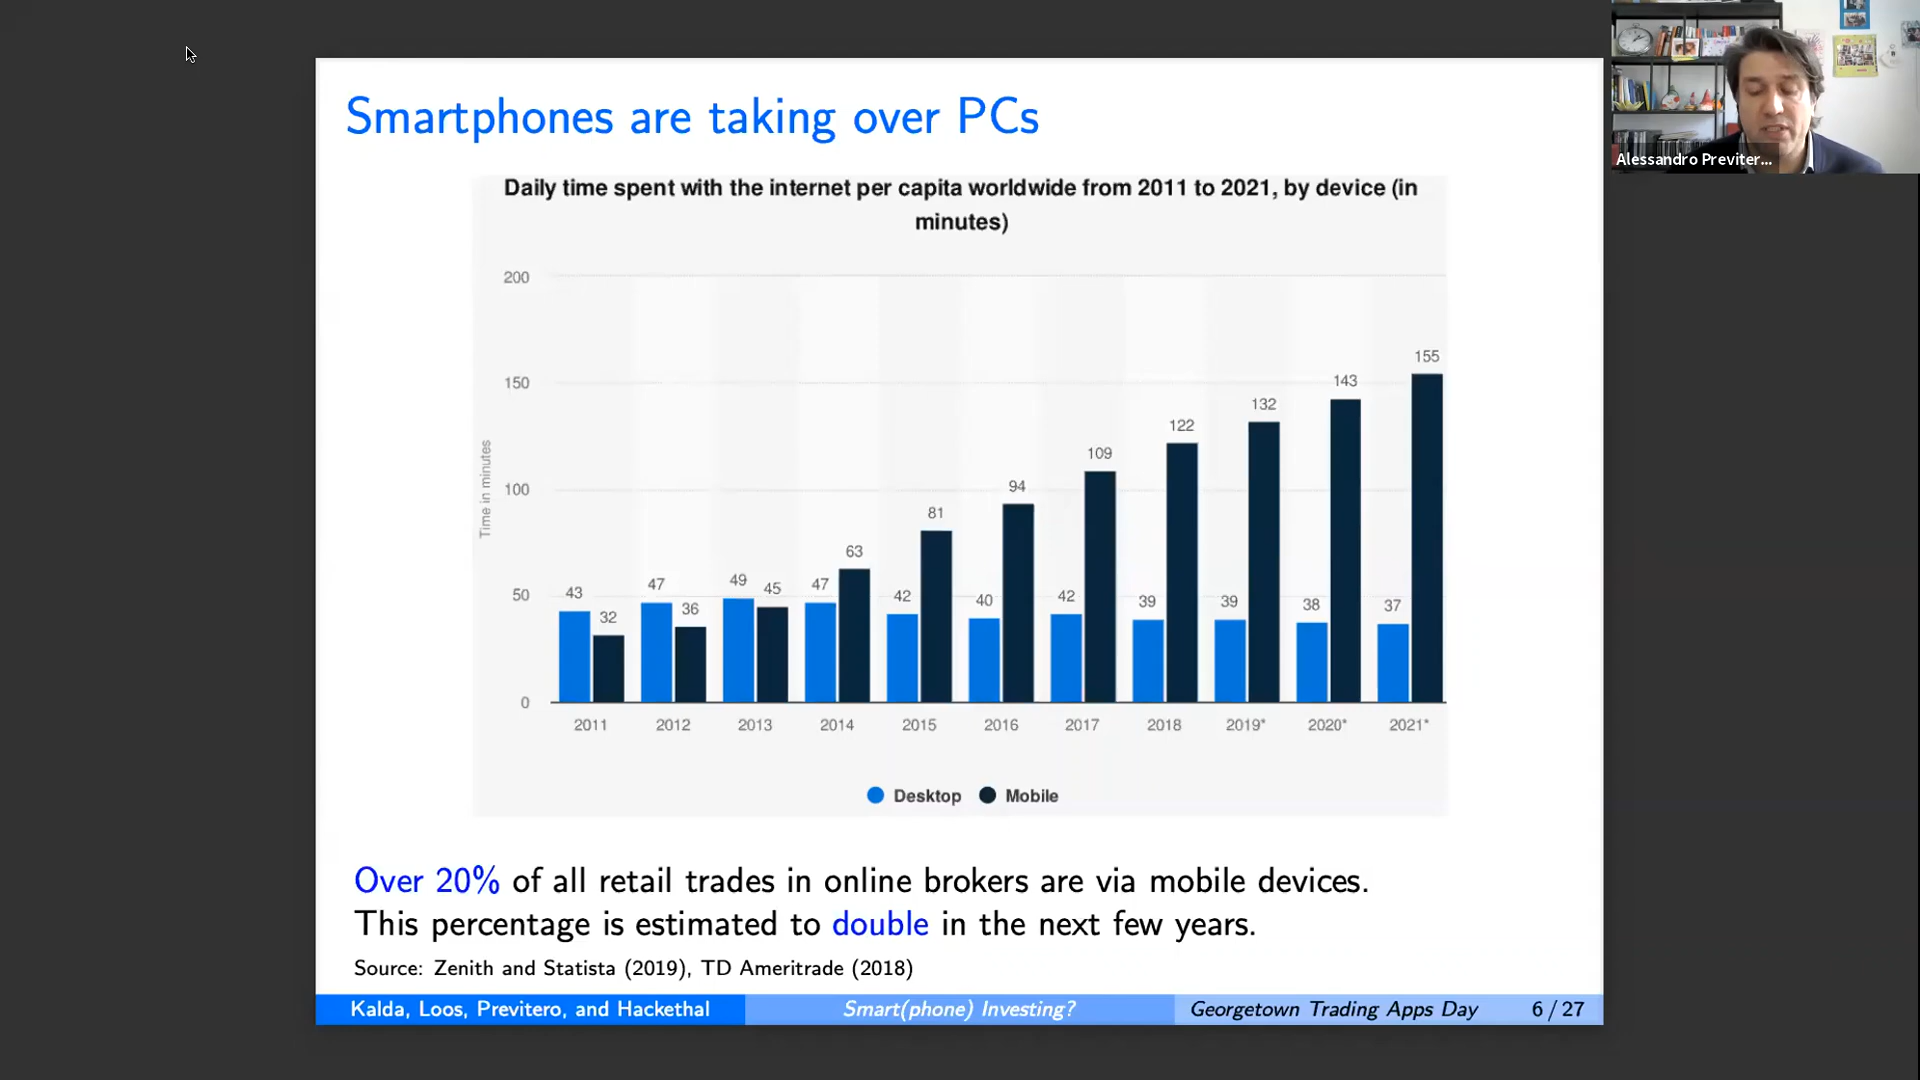 Smartphones are taking over PCs
Alessandro Previter...
Daily time spent with the internet per capita worldwide from 2011 to 2021, by device (in
minutes)
200
150
100
50
0
Time in minutes
43
32
47
36
49
45
47
63
42
81
40
94
42
109
39
122
39
132
38
143
37
155
2011
2012
2013
2014
2015
2016
2017
2018
2019*
2020*
2021*
Desktop
Mobile
Over 20% of all retail trades in online brokers are via mobile devices.
This percentage is estimated to double in the next few years.
Source: Zenith and Statista (2019), TD Ameritrade (2018)
Kalda, Loos, Previtero, and Hackethal
Smart(phone) Investing?
Georgetown Trading Apps Day
6 / 27